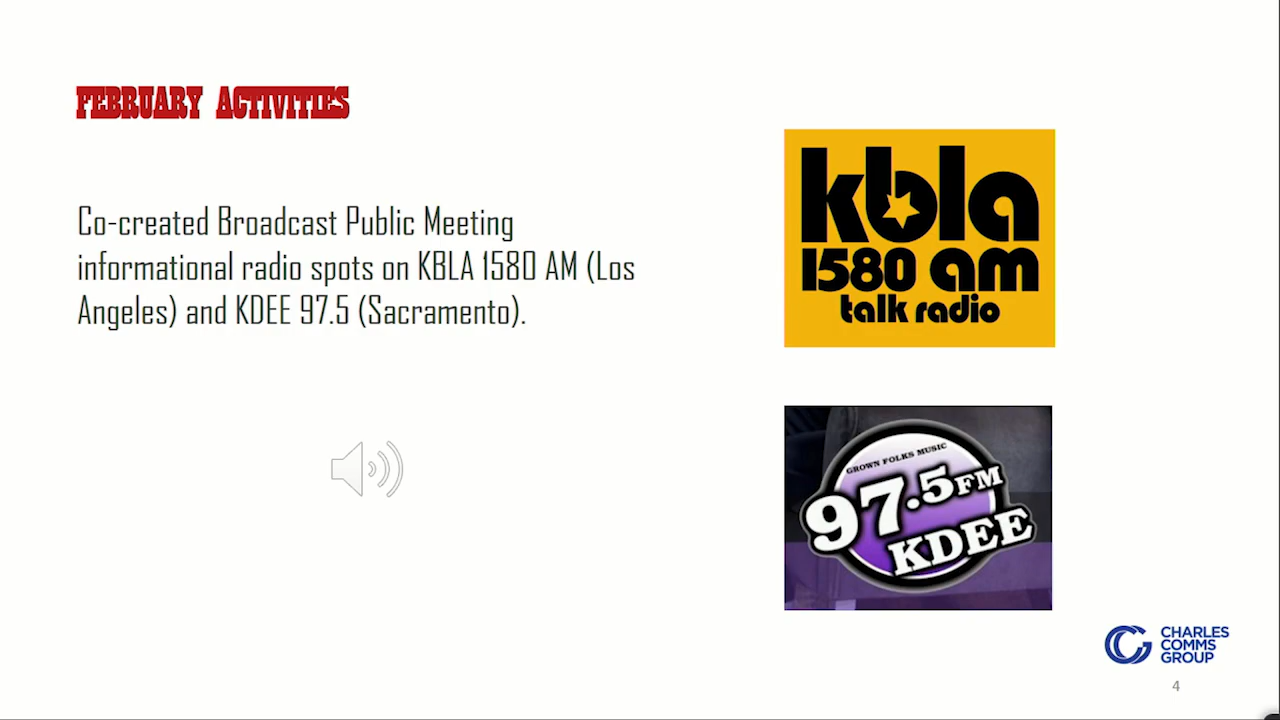 FEBRUARY ACTIVITIES
Co-created Broadcast Public Meeting
informational radio spots on KBLA 1580 AM (Los
Angeles) and KDEE 97.5 (Sacramento).
kbla
1580 am
talk radio
GROWN FOLKS MUSIC
97.5FM
KDEE
CHARLES
COMMS
GROUP
4